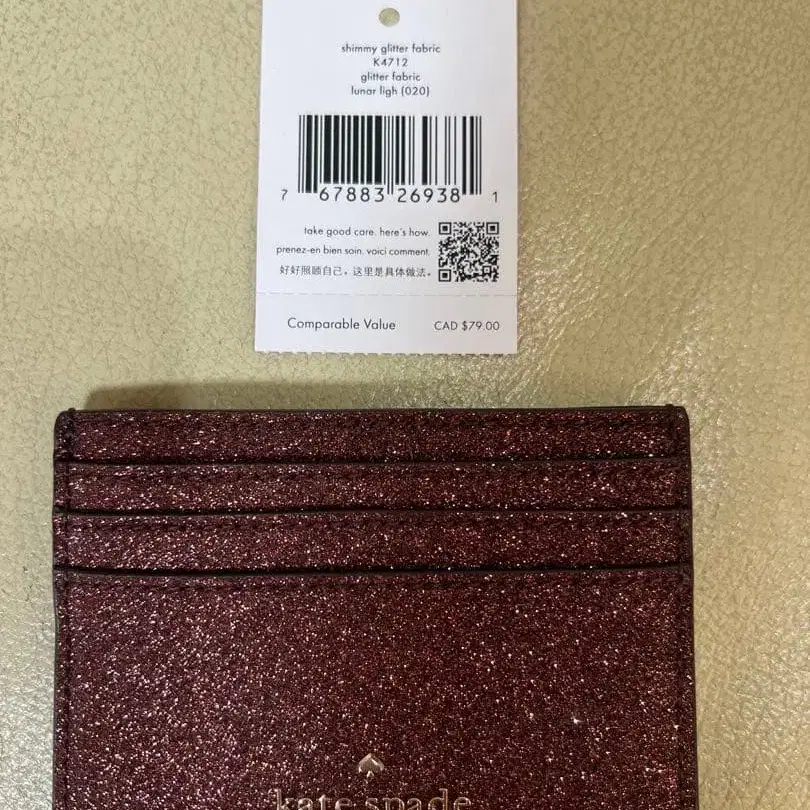 shimmy glitter fabric
K4712
glitter fabric
lunar ligh (020)
7 67883 26938 1
take good care. here's how.
prenez-en bien soin. voici comment.
好好照顾自己。这里是具体做法。
Comparable Value CAD $79.00
kate spade